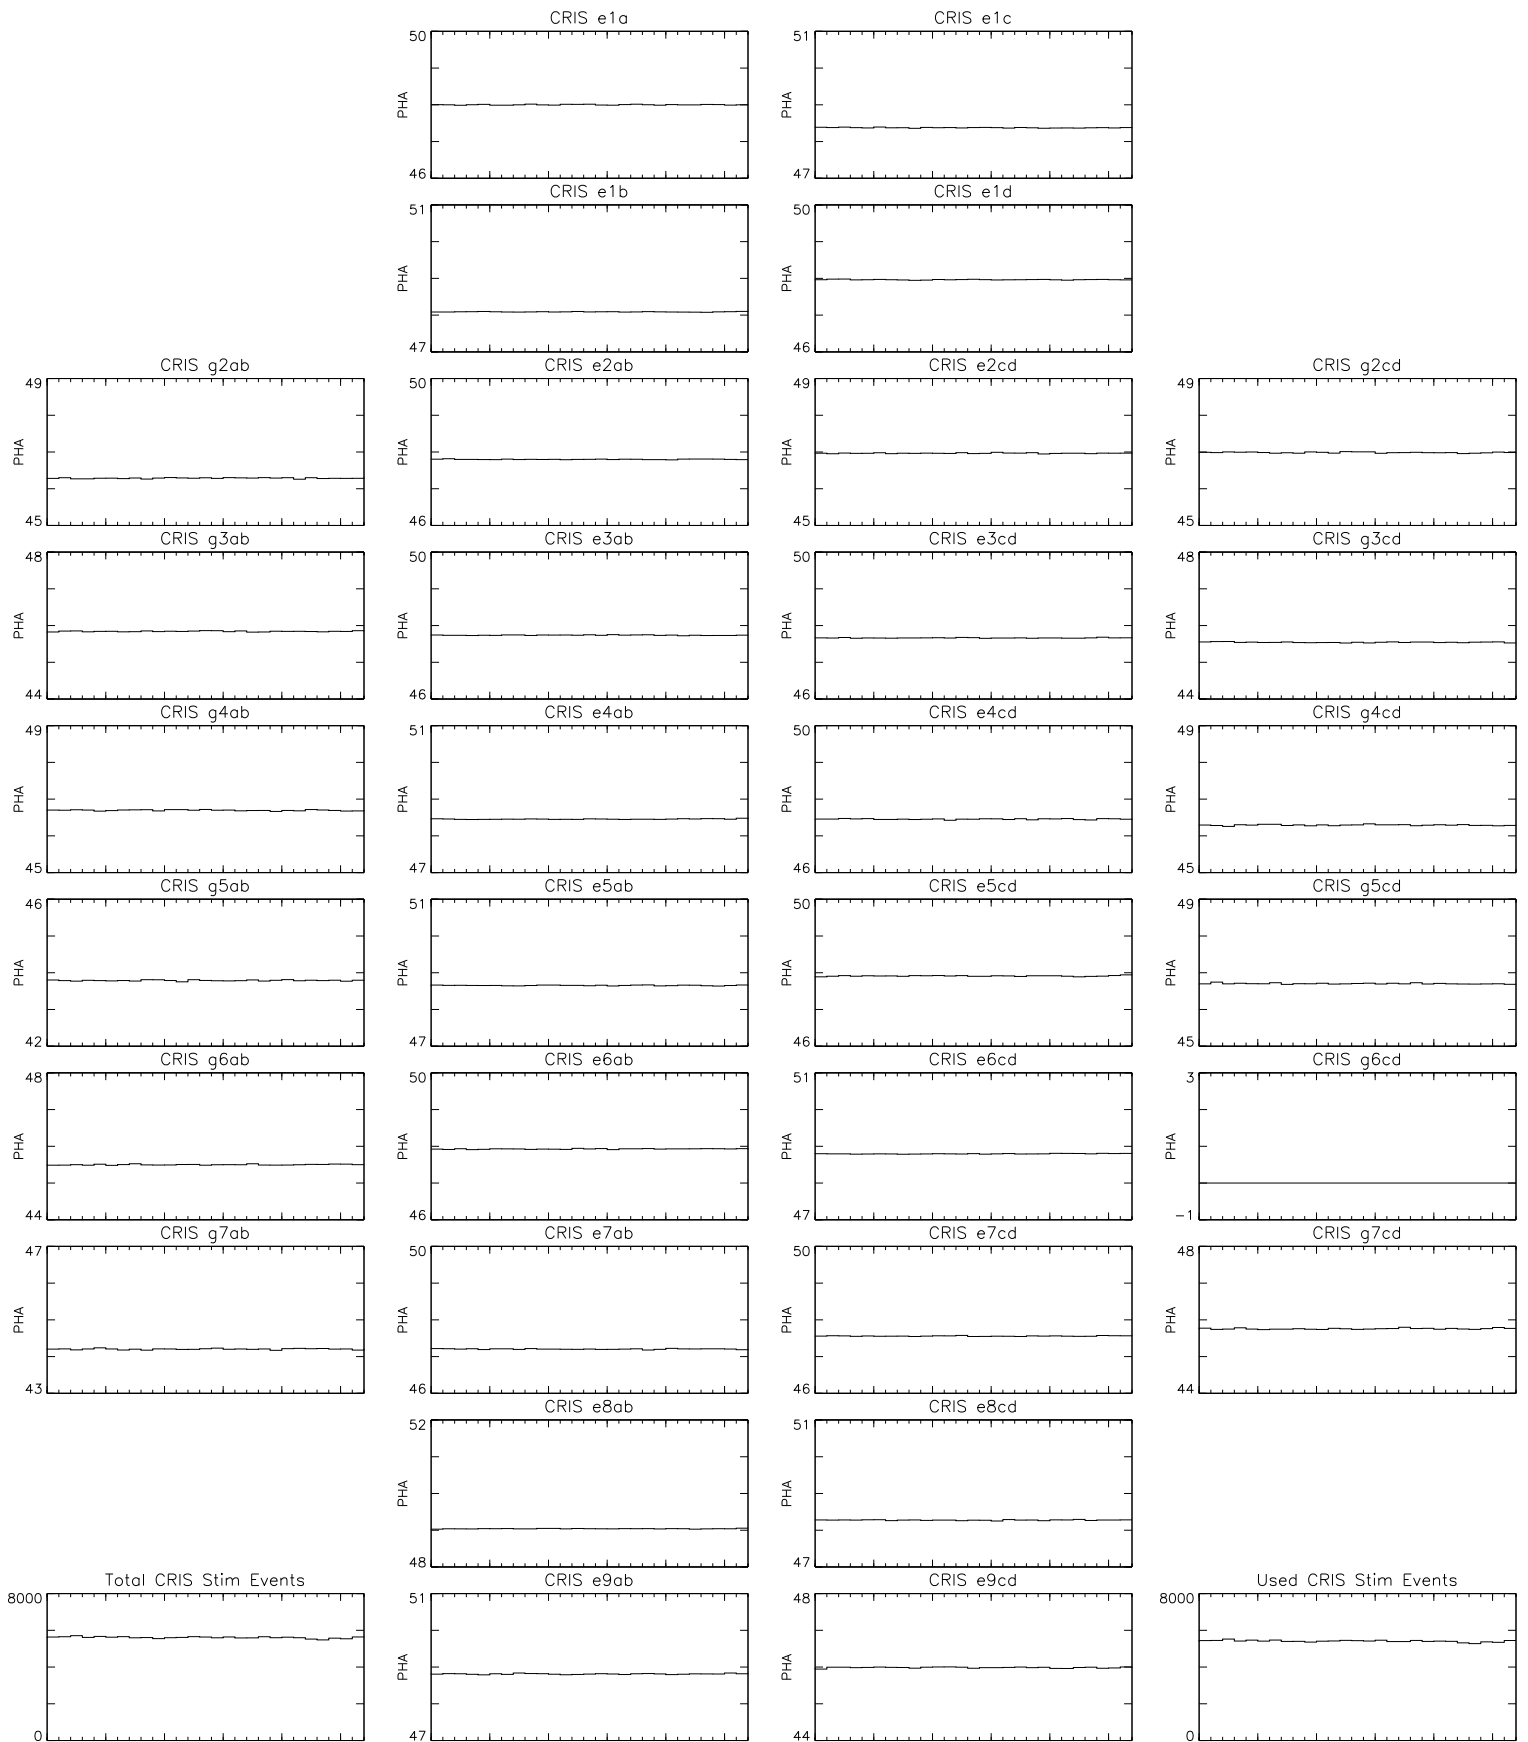 CRIS e1a
50
PHA
46
CRIS e1c
51
PHA
47
CRIS e1b
51
PHA
47
CRIS e1d
50
PHA
46
CRIS g2ab
49
PHA
45
CRIS e2ab
50
PHA
46
CRIS e2cd
49
PHA
45
CRIS g2cd
49
PHA
45
CRIS g3ab
48
PHA
44
CRIS e3ab
50
PHA
46
CRIS e3cd
50
PHA
46
CRIS g3cd
48
PHA
44
CRIS g4ab
49
PHA
45
CRIS e4ab
51
PHA
47
CRIS e4cd
50
PHA
46
CRIS g4cd
49
PHA
45
CRIS g5ab
46
PHA
42
CRIS e5ab
51
PHA
47
CRIS e5cd
50
PHA
46
CRIS g5cd
49
PHA
45
CRIS g6ab
48
PHA
44
CRIS e6ab
50
PHA
46
CRIS e6cd
51
PHA
47
CRIS g6cd
3
PHA
-1
CRIS g7ab
47
PHA
43
CRIS e7ab
50
PHA
46
CRIS e7cd
50
PHA
46
CRIS g7cd
48
PHA
44
CRIS e8ab
52
PHA
48
CRIS e8cd
51
PHA
47
Total CRIS Stim Events
8000
0
CRIS e9ab
51
PHA
47
CRIS e9cd
48
PHA
44
Used CRIS Stim Events
8000
0